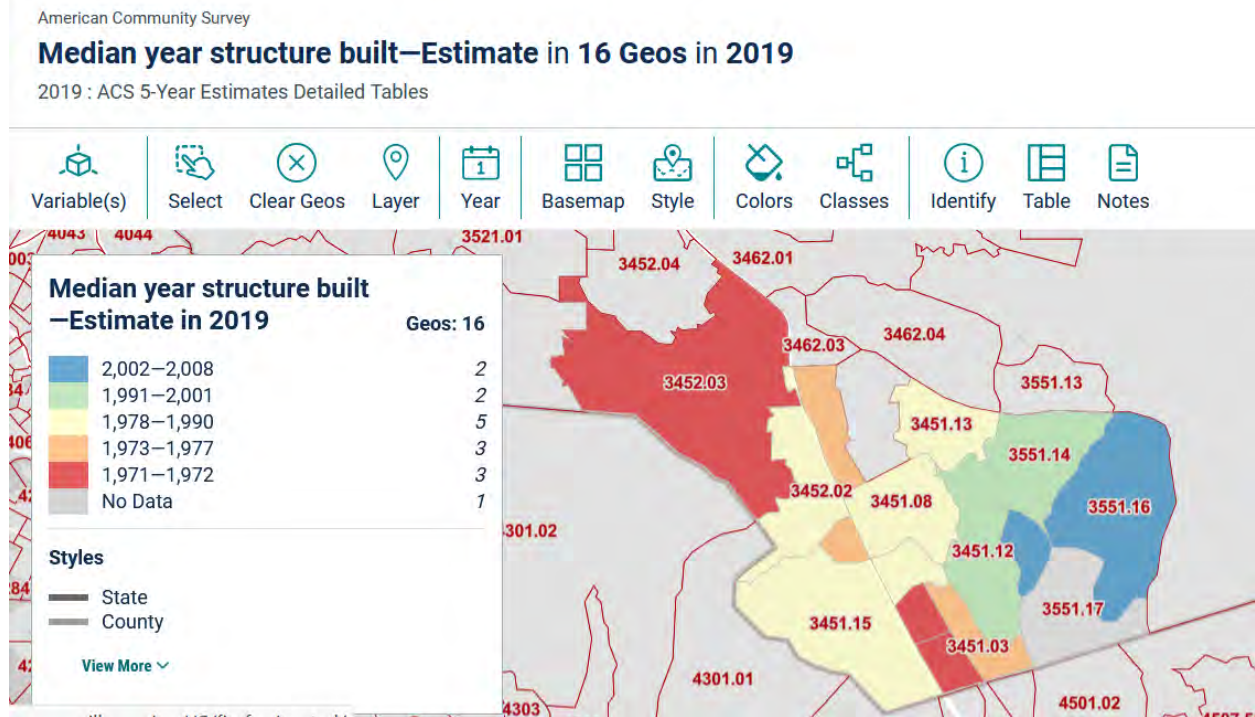 American Community Survey
Median year structure built—Estimate in 16 Geos in 2019
2019 : ACS 5-Year Estimates Detailed Tables
Variable(s) Select Clear Geos Layer Year Basemap Style Colors Classes Identify Table Notes
1
4043 4044 3521.01
3452.04 3462.01
Median year structure built
—Estimate in 2019 Geos: 16
2,002—2,008 2
1,991—2,001 2
1,978—1,990 5
1,973—1,977 3
1,971—1,972 3
No Data 1
3462.04
3462.03
3452.03 3551.13
3451.13
3551.14
3452.02 3451.08 3551.16
301.02
3451.12
Styles
State
County
View More
3551.17
3451.15
3451.03
4301.01
4501.02
4303